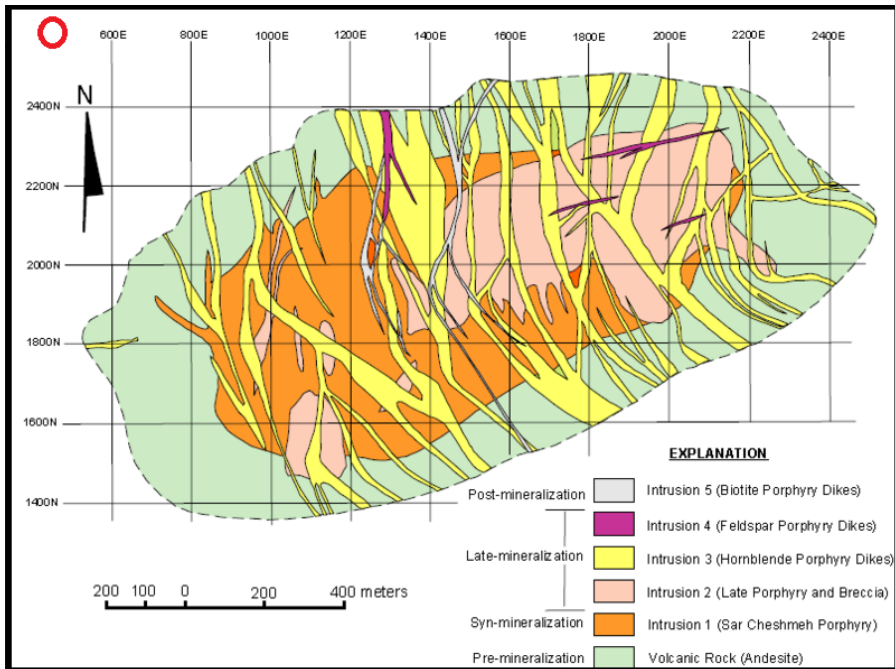 600E 800E 1000E 1200E 1400E 1600E 1800E 2000E 2200E 2400E
N
2400N
2200N
2000N
1800N
1600N
1400N
EXPLANATION
Post-mineralization Intrusion 5 (Biotite Porphyry Dikes)
Intrusion 4 (Feldspar Porphyry Dikes)
Late-mineralization Intrusion 3 (Hornblende Porphyry Dikes)
Intrusion 2 (Late Porphyry and Breccia)
Syn-mineralization Intrusion 1 (Sar Cheshmeh Porphyry)
Pre-mineralization Volcanic Rock (Andesite)
200 100 0 200 400 meters